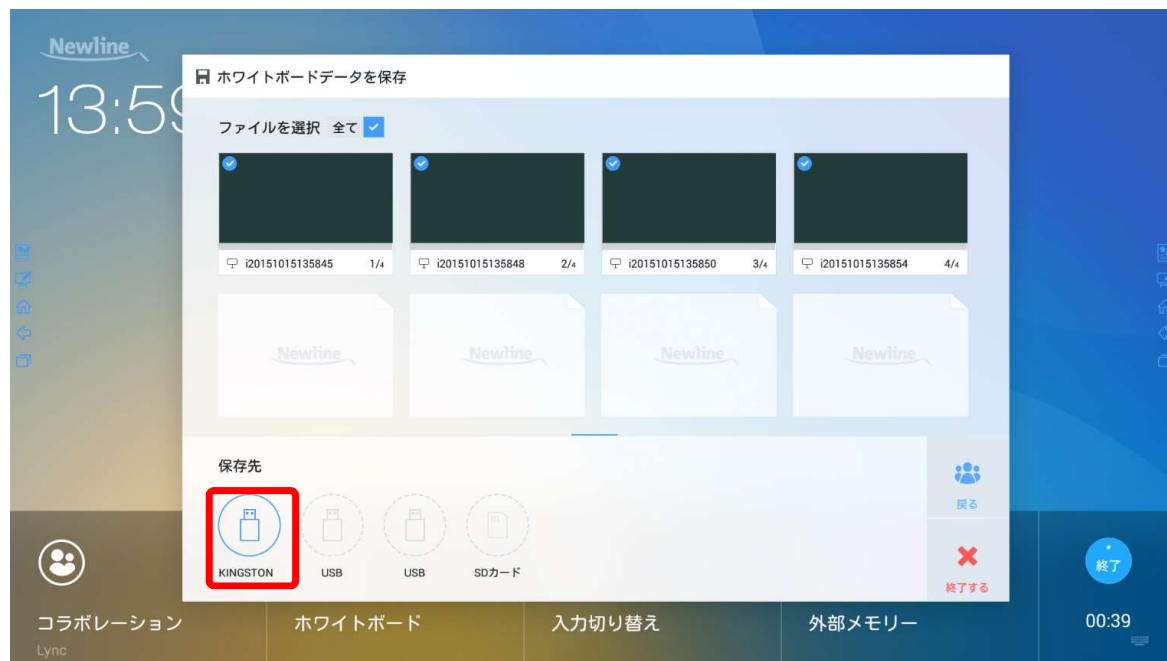 Newline
13:59
ホワイトボードデータを保存
ファイルを選択 全て
i20151015135845 1/4
i20151015135848 2/4
i20151015135850 3/4
i20151015135854 4/4
Newline
Newline
Newline
Newline
保存先
KINGSTON
USB
USB
SDカード
戻る
終了する
コラボレーション
Lync
ホワイトボード
入力切り替え
外部メモリー
終了
00:39